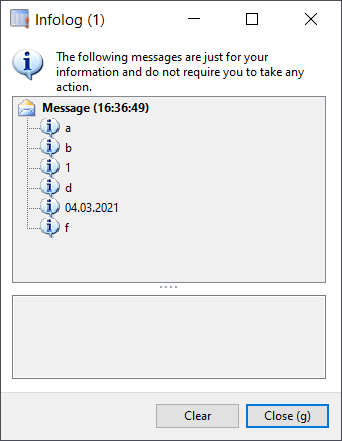 Infolog (1)
The following messages are just for your
information and do not require you to take any
action.
Message (16:36:49)
a
b
1
d
04.03.2021
f
Clear
Close (g)